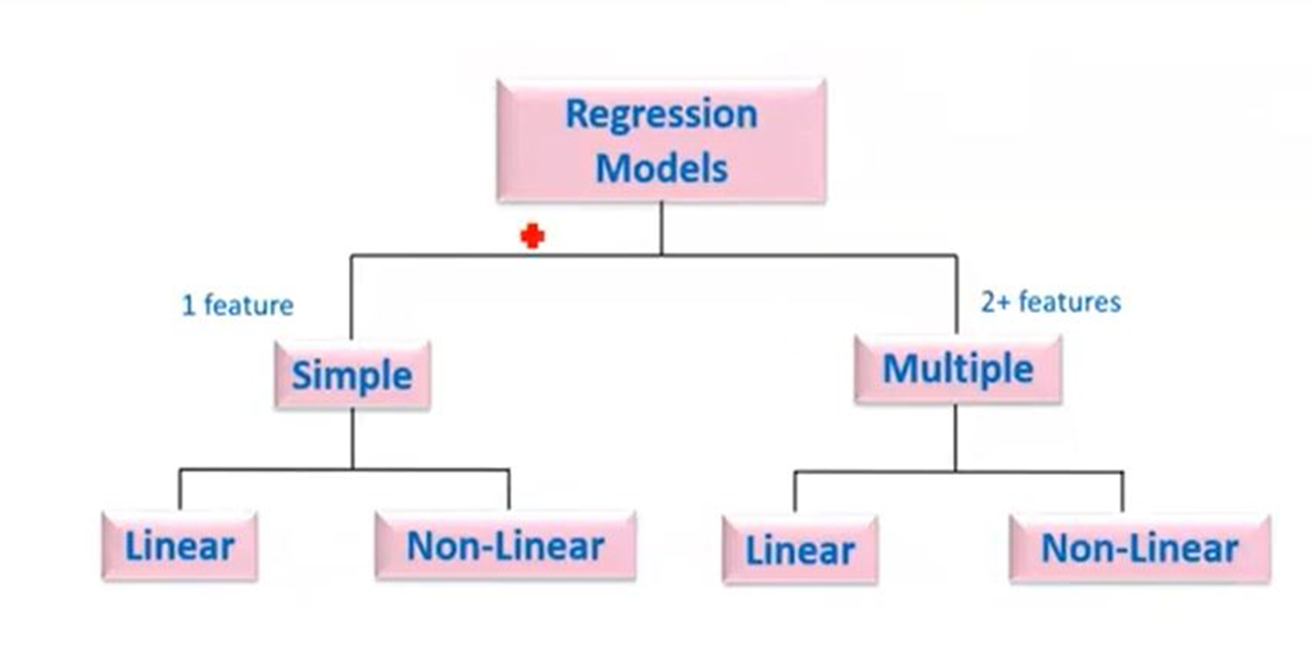 Regression
Models
1 feature
2+ features
Simple
Multiple
Linear
Non-Linear
Linear
Non-Linear